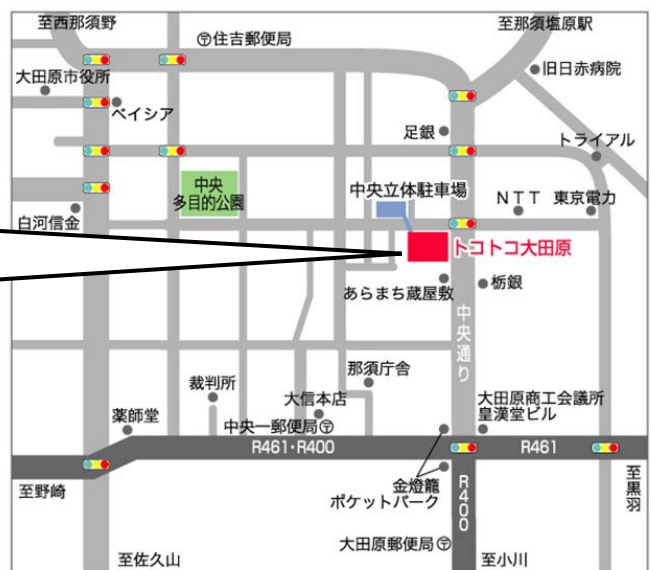 至西那須野
至那須塩原駅
〒住吉郵便局
大田原市役所
旧日赤病院
ベイシア
足銀
トライアル
中央
多目的公園
中央立体駐車場
NTT
東京電力
白河信金
トコトコ大田原
あらまち蔵屋敷
栃銀
中央通り
那須庁舎
裁判所
大信本店
大田原商工会議所
皇漢堂ビル
薬師堂
中央一郵便局〒
R461・R400
R461
至野崎
金燈籠
ポケットパーク
R400
至黒羽
大田原郵便局〒
至佐久山
至小川